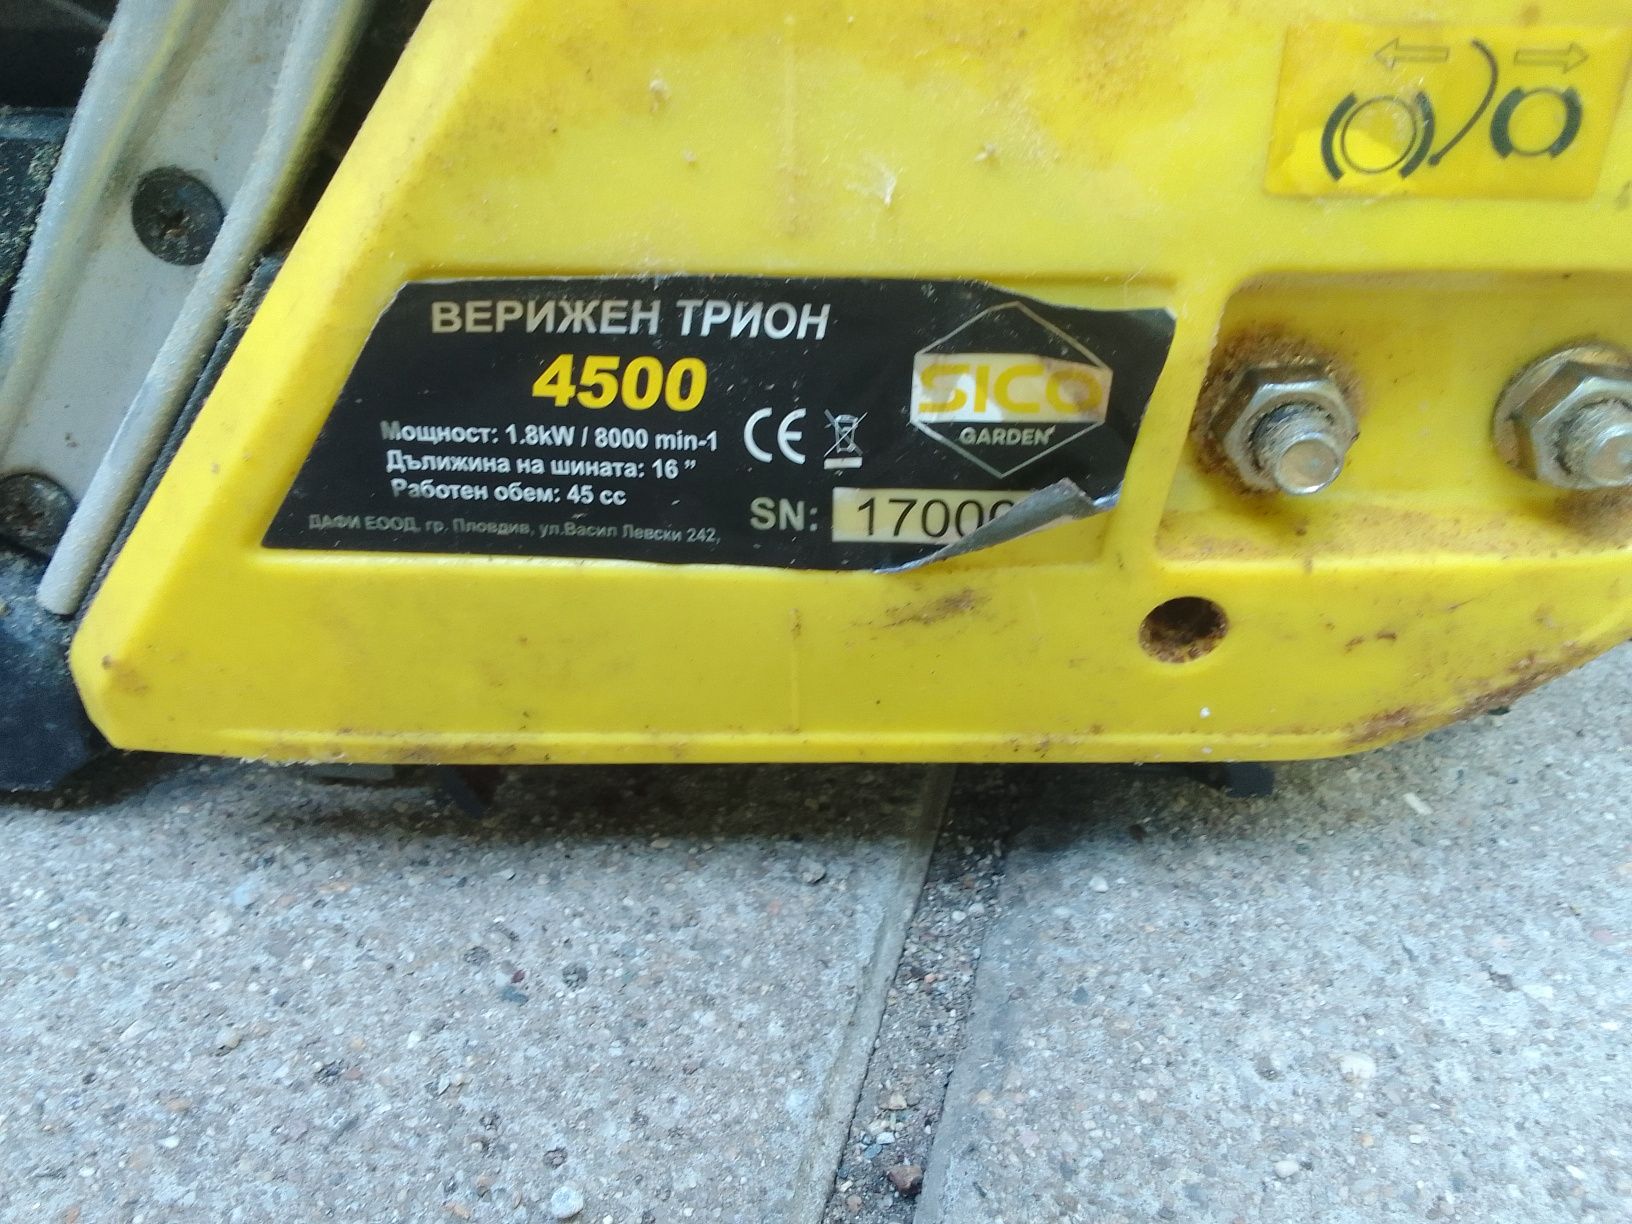 ВЕРИЖЕН ТРИОН
4500
Мощност: 1.8kW / 8000 min-1
Дължина на шината: 16 ”
Работен обем: 45 cc
ДАФИ ЕООД, гр. Пловдив, ул.Васил Левски 242,
CE
SICO
GARDEN
SN: 1700